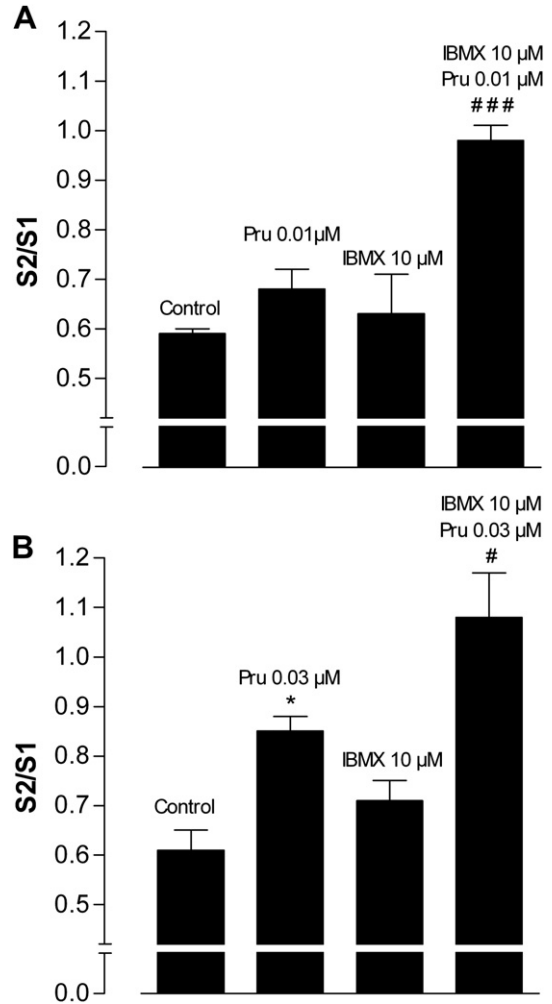 A
1.2
1.1
1.0
0.9
0.8
0.7
0.6
0.5
0.0
S2/S1
Control
Pru 0.01µM
IBMX 10 µM
IBMX 10 µM
Pru 0.01 µM
###
B
1.2
1.1
1.0
0.9
0.8
0.7
0.6
0.5
0.0
S2/S1
Control
Pru 0.03 µM
*
IBMX 10 µM
IBMX 10 µM
Pru 0.03 µM
#